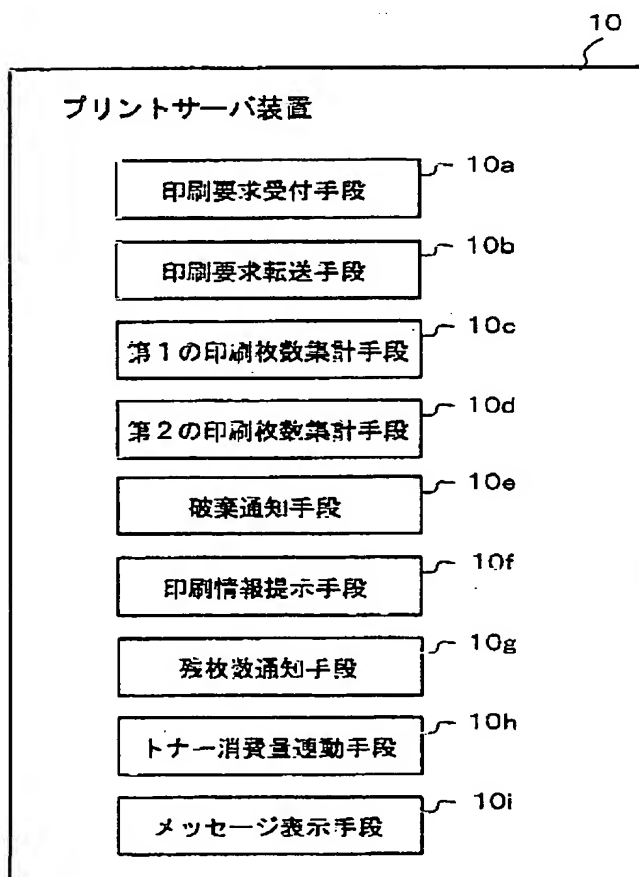 10
プリントサーバ装置
印刷要求受付手段 10a
印刷要求転送手段 10b
第1の印刷枚数集計手段 10c
第2の印刷枚数集計手段 10d
破棄通知手段 10e
印刷情報提示手段 10f
残枚数通知手段 10g
トナー消費量連動手段 10h
メッセージ表示手段 10i